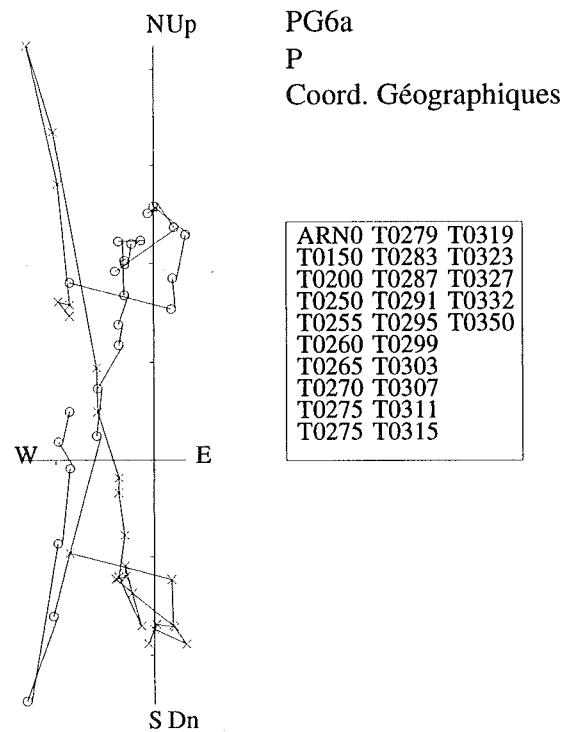 NUp
PG6a
P
Coord. Géographiques
ARN0 T0279 T0319
T0150 T0283 T0323
T0200 T0287 T0327
T0250 T0291 T0332
T0255 T0295 T0350
T0260 T0299
T0265 T0303
T0270 T0307
T0275 T0311
T0275 T0315
W E
S Dn